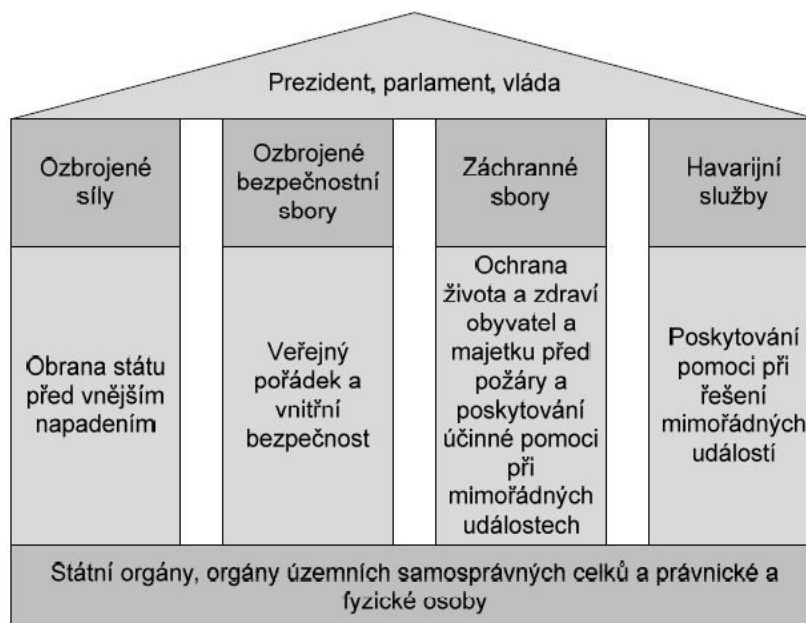 Prezident, parlament, vláda
Ozbrojené
síly
Ozbrojené
bezpečnostní
sbory
Záchranné
sbory
Havarijní
služby
Obrana státu
před vnějším
napadením
Veřejný
pořádek a
vnitřní
bezpečnost
Ochrana
života a zdraví
obyvatel a
majetku před
požáry a
poskytování
účinné pomoci
při
mimořádných
událostech
Poskytování
pomoci při
řešení
mimořádných
událostí
Státní orgány, orgány územních samosprávných celků a právnické a
fyzické osoby